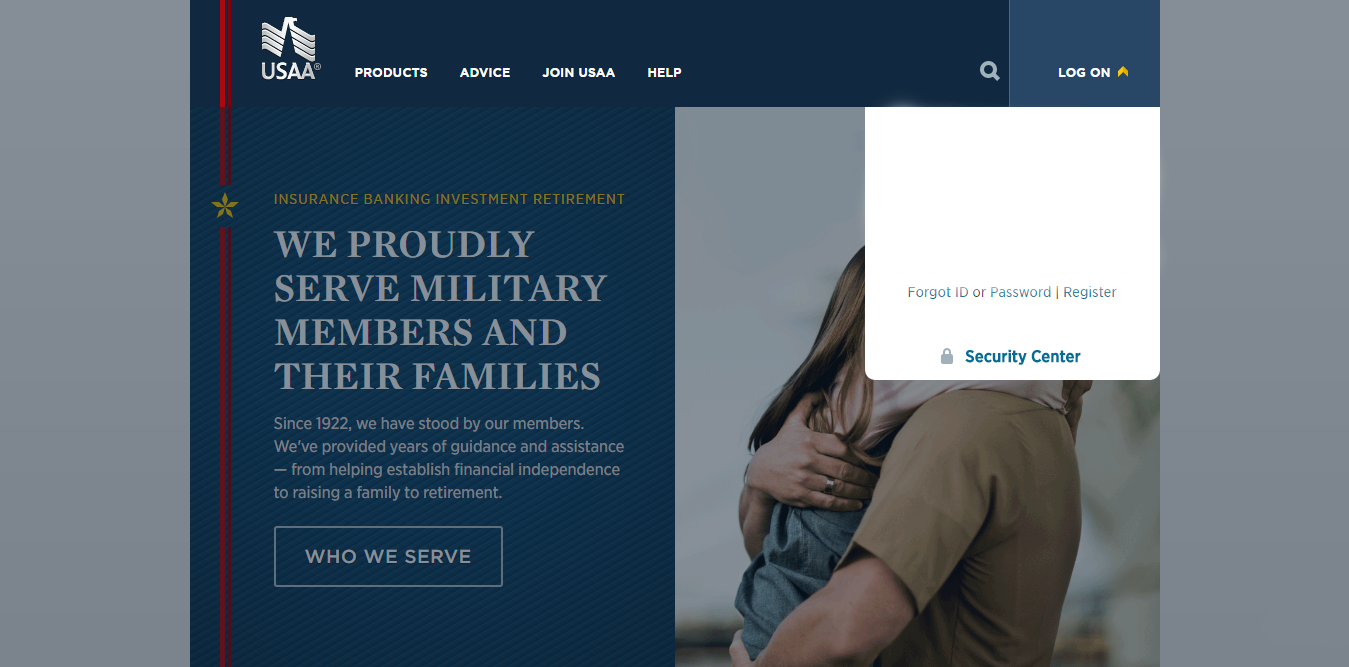 USAA®
PRODUCTS ADVICE JOIN USAA HELP LOG ON
INSURANCE BANKING INVESTMENT RETIREMENT
WE PROUDLY
SERVE MILITARY
MEMBERS AND
THEIR FAMILIES
Since 1922, we have stood by our members.
We've provided years of guidance and assistance
— from helping establish financial independence
to raising a family to retirement.
WHO WE SERVE
Forgot ID or Password | Register
Security Center